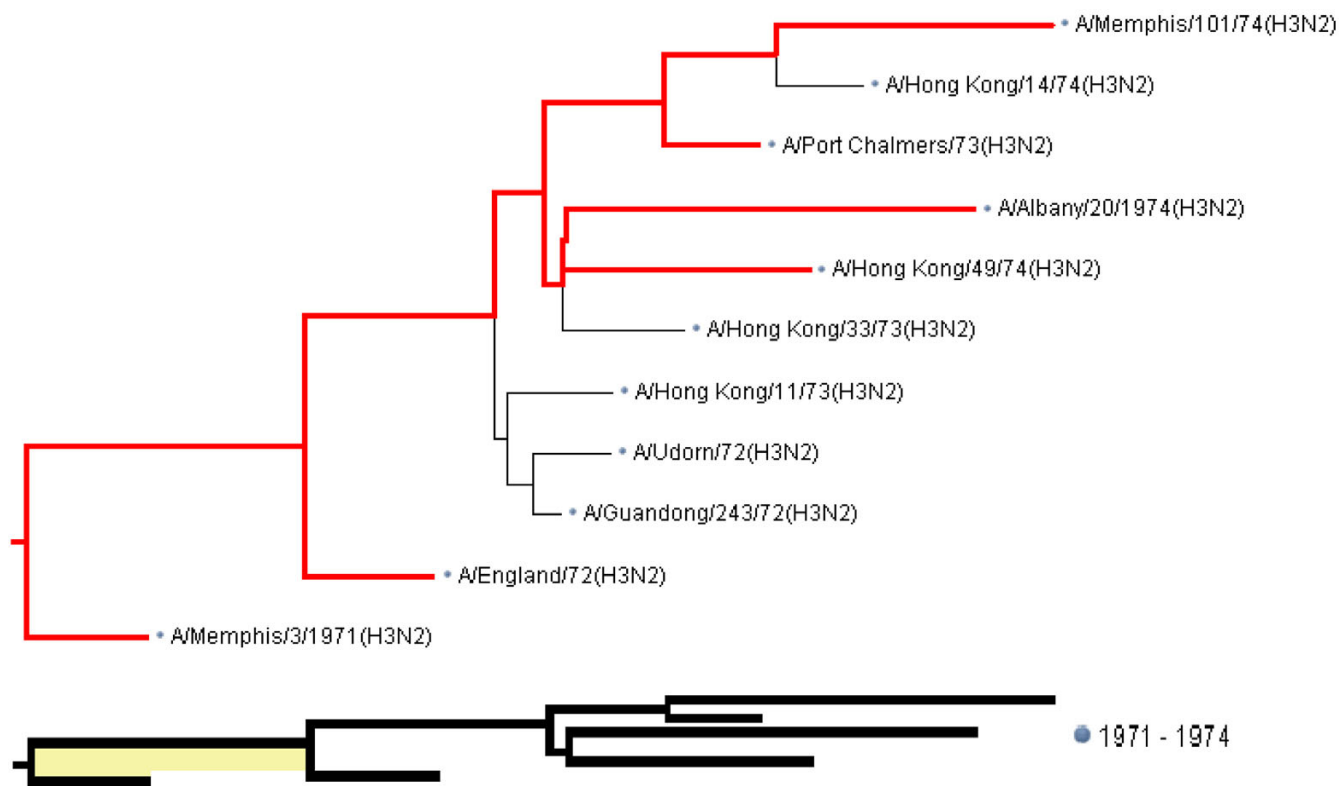 A/Memphis/101/74(H3N2)
A/Hong Kong/14/74(H3N2)
A/Port Chalmers/73(H3N2)
A/Albany/20/1974(H3N2)
A/Hong Kong/49/74(H3N2)
A/Hong Kong/33/73(H3N2)
A/Hong Kong/11/73(H3N2)
A/Udorn/72(H3N2)
A/Guandong/243/72(H3N2)
A/England/72(H3N2)
A/Memphis/3/1971(H3N2)
1971 - 1974